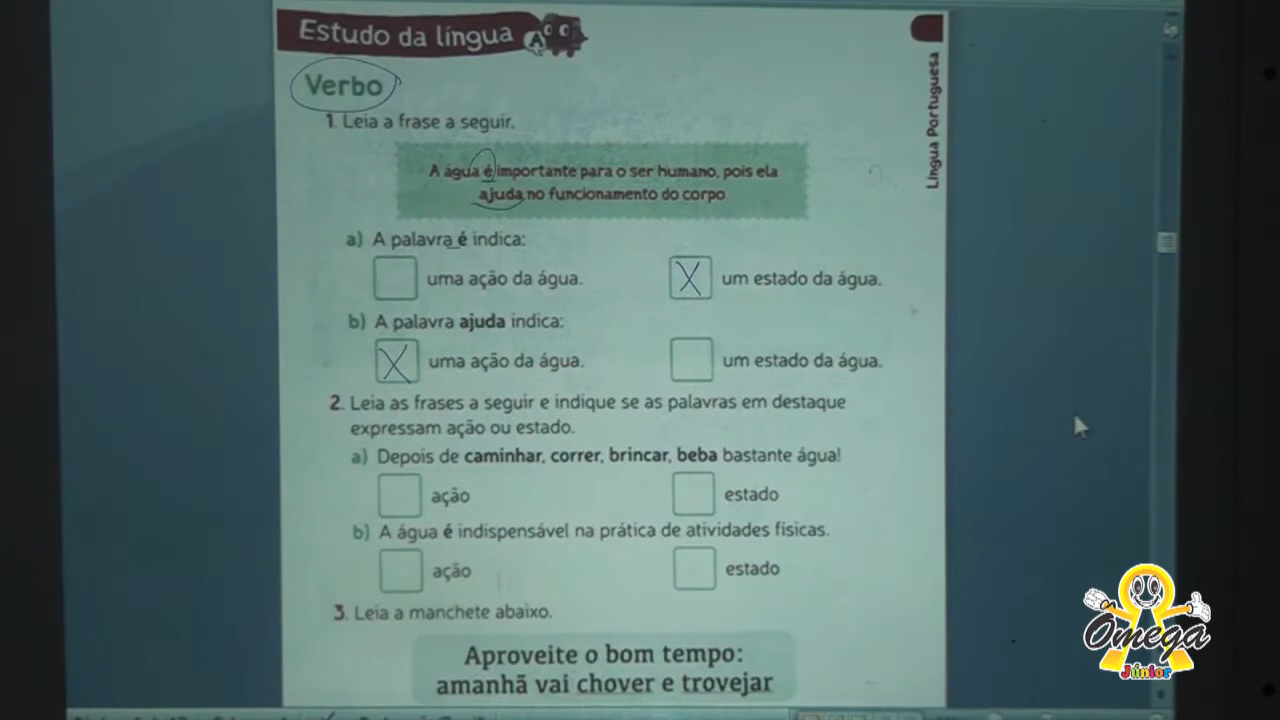 Estudo da língua A
Verbo
Língua Portuguesa
1. Leia a frase a seguir.
A água é importante para o ser humano, pois ela
ajuda no funcionamento do corpo
a) A palavra é indica:
uma ação da água. X um estado da água.
b) A palavra ajuda indica:
X uma ação da água. um estado da água.
2. Leia as frases a seguir e indique se as palavras em destaque
expressam ação ou estado.
a) Depois de caminhar, correr, brincar, beba bastante água!
ação estado
b) A água é indispensável na prática de atividades físicas.
ação estado
3. Leia a manchete abaixo.
Aproveite o bom tempo:
amanhã vai chover e trovejar
Omega
Júnior